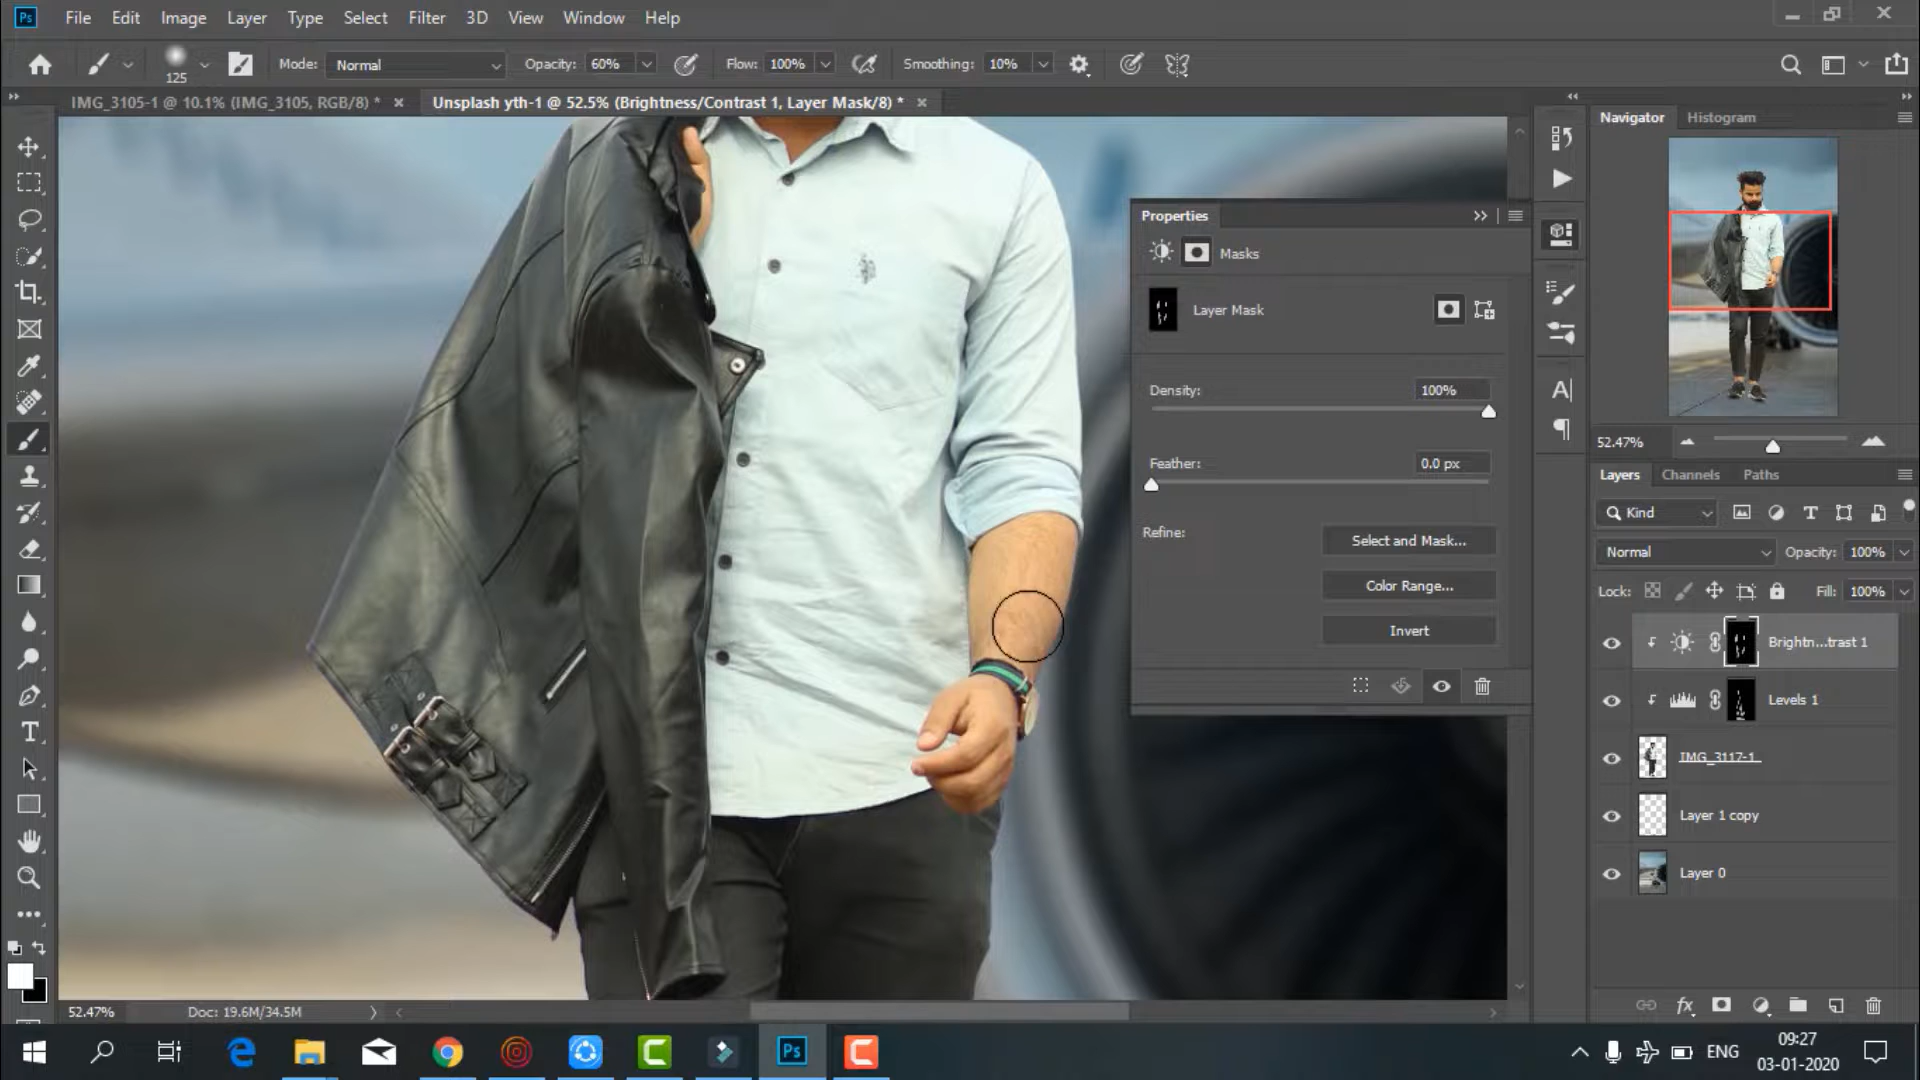 Ps File Edit Image Layer Type Select Filter 3D View Window Help
125 Mode: Normal Opacity: 60% Flow: 100% Smoothing: 10%
IMG_3105-1 @ 10.1% (IMG_3105, RGB/8) * × Unsplash yth-1 @ 52.5% (Brightness/Contrast 1, Layer Mask/8) * ×
Navigator Histogram
Properties
Masks
Layer Mask
Density: 100%
Feather: 0.0 px
Refine:
Select and Mask...
Color Range...
Invert
52.47%
Layers Channels Paths
Kind
Normal Opacity: 100%
Lock: Fill: 100%
Brightn...trast 1
Levels 1
IMG_3117-1
Layer 1 copy
Layer 0
52.47% Doc: 19.6M/34.5M
Ps
ENG
09:27
03-01-2020